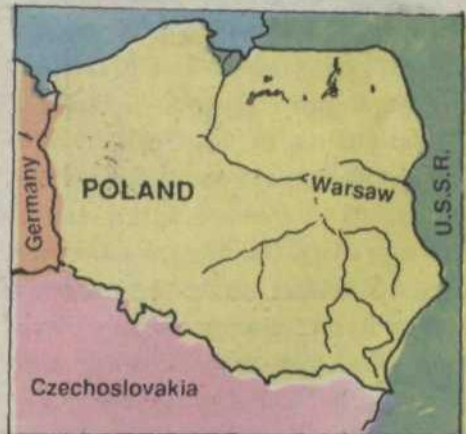 POLAND
Warsaw
Germany
U.S.S.R.
Czechoslovakia